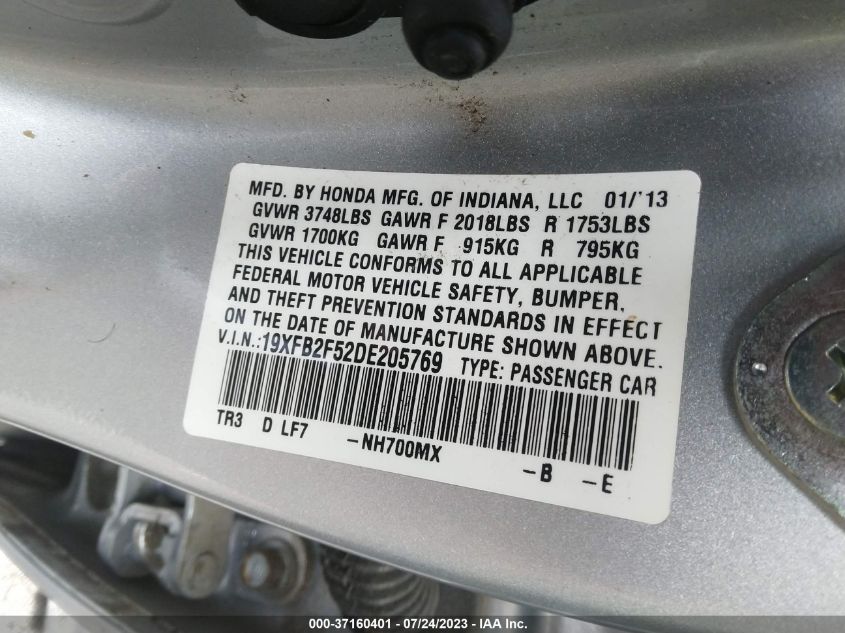 MFD. BY HONDA MFG. OF INDIANA, LLC 01/'13
GVWR 3748LBS GAWR F 2018LBS R 1753LBS
GVWR 1700KG GAWR F 915KG R 795KG
THIS VEHICLE CONFORMS TO ALL APPLICABLE
FEDERAL MOTOR VEHICLE SAFETY, BUMPER,
AND THEFT PREVENTION STANDARDS IN EFFECT
ON THE DATE OF MANUFACTURE SHOWN ABOVE.
V.I.N.:19XFB2F52DE205769 TYPE: PASSENGER CAR
TR3 D LF7 -NH700MX -B -E
000-37160401 - 07/24/2023 - IAA Inc.